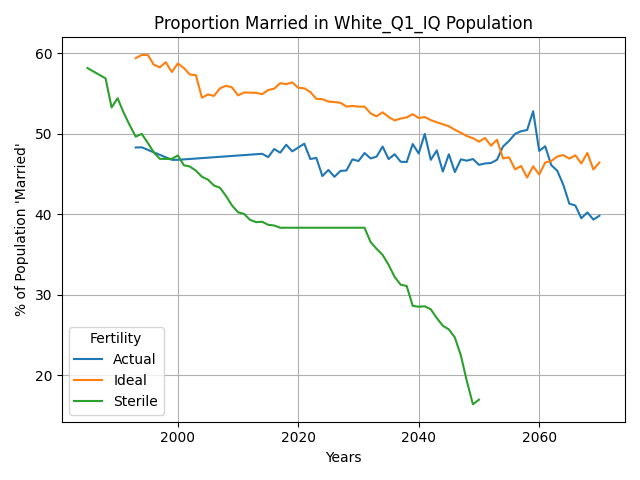 Proportion Married in White_Q1_IQ Population
% of Population 'Married'
60
50
40
30
20
Fertility
Actual
Ideal
Sterile
2000
2020
2040
2060
Years